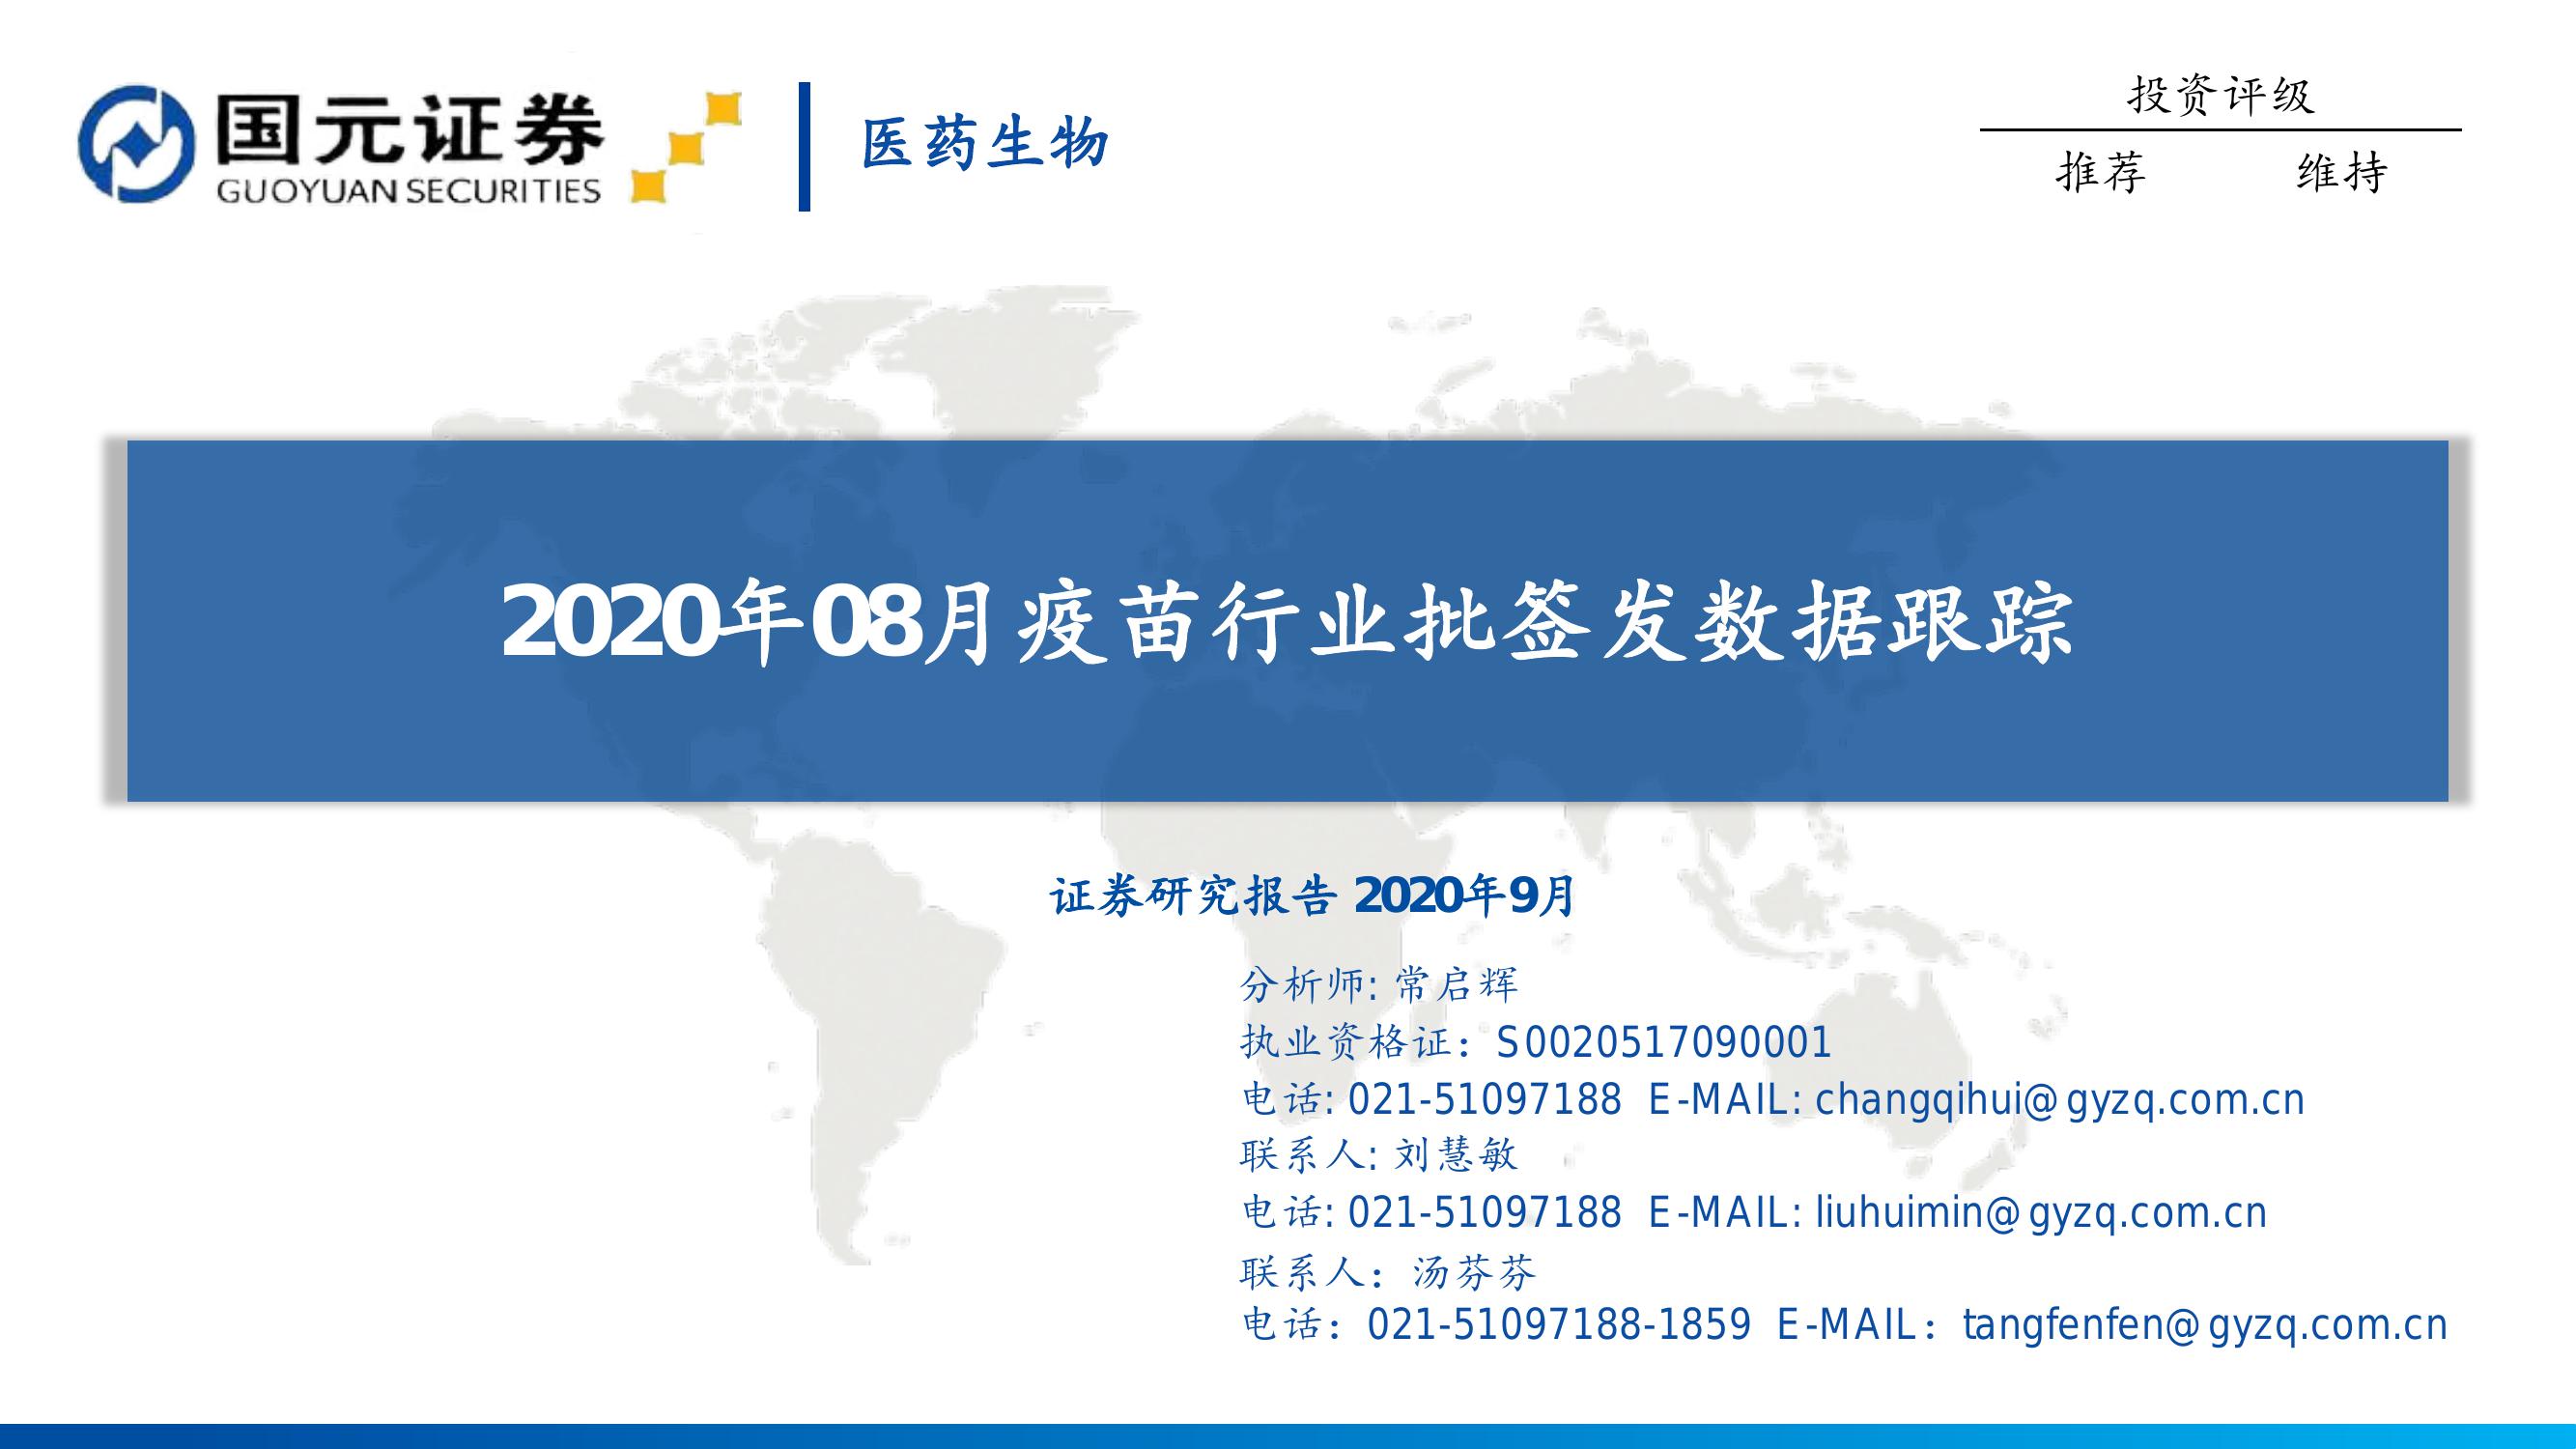 国元证券
GUOYUAN SECURITIES
医药生物
投资评级
推荐 维持
2020年08月疫苗行业批签发数据跟踪
证券研究报告 2020年9月
分析师: 常启辉
执业资格证：S0020517090001
电话: 021-51097188 E-MAIL: changqihui@gyzq.com.cn
联系人: 刘慧敏
电话: 021-51097188 E-MAIL: liuhuimin@gyzq.com.cn
联系人：汤芬芬
电话：021-51097188-1859 E-MAIL：tangfenfen@gyzq.com.cn